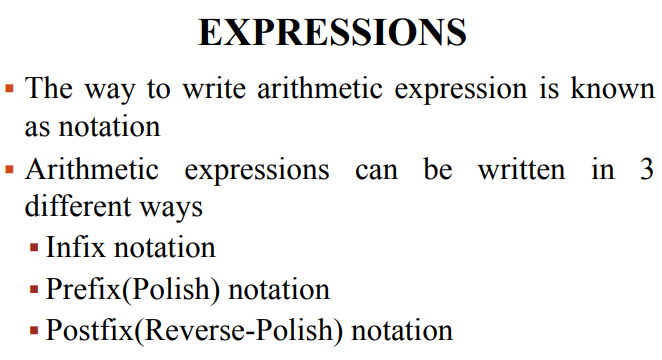 EXPRESSIONS
▪ The way to write arithmetic expression is known
as notation
▪ Arithmetic expressions can be written in 3
different ways
▪ Infix notation
▪ Prefix(Polish) notation
▪ Postfix(Reverse-Polish) notation